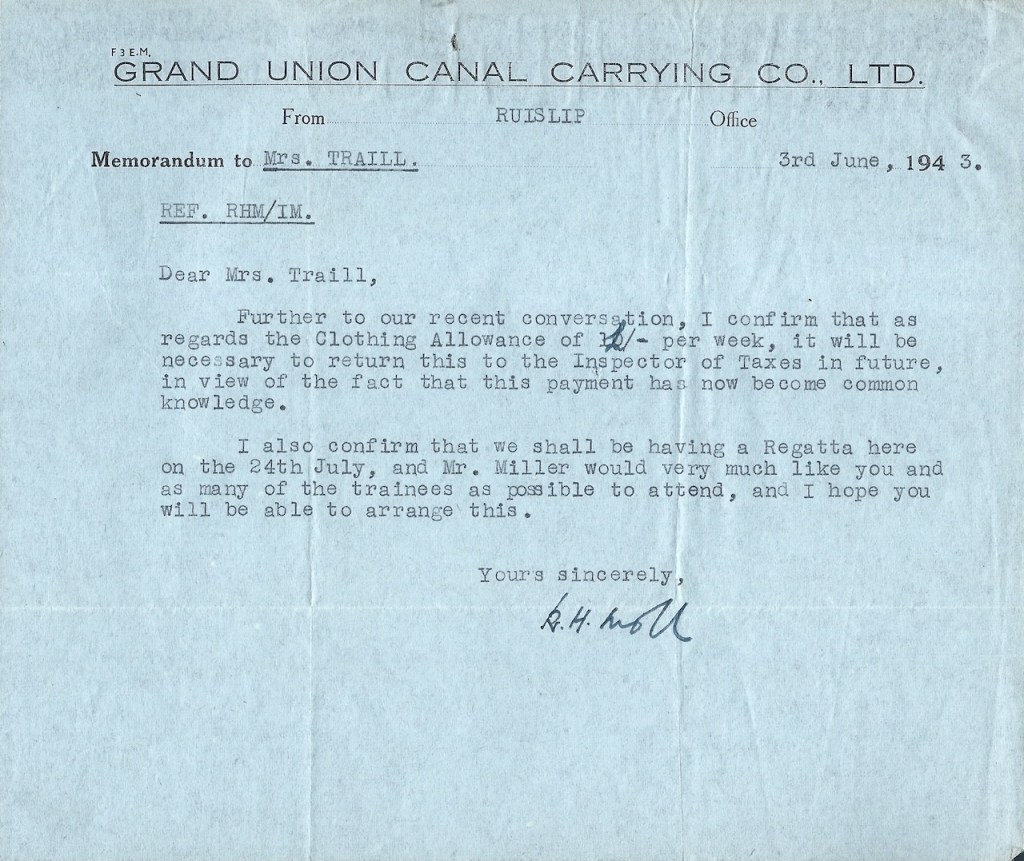 F 3 E.M.
GRAND UNION CANAL CARRYING CO., LTD.
From RUISLIP Office
Memorandum to Mrs. TRAILL. 3rd June, 194 3.
REF. RHM/IM.
Dear Mrs. Traill,
Further to our recent conversation, I confirm that as
regards the Clothing Allowance of per week, it will be
necessary to return this to the Inspector of Taxes in future,
in view of the fact that this payment has now become common
knowledge.
I also confirm that we shall be having a Regatta here
on the 24th July, and Mr. Miller would very much like you and
as many of the trainees as possible to attend, and I hope you
will be able to arrange this.
Yours sincerely,
R. H.